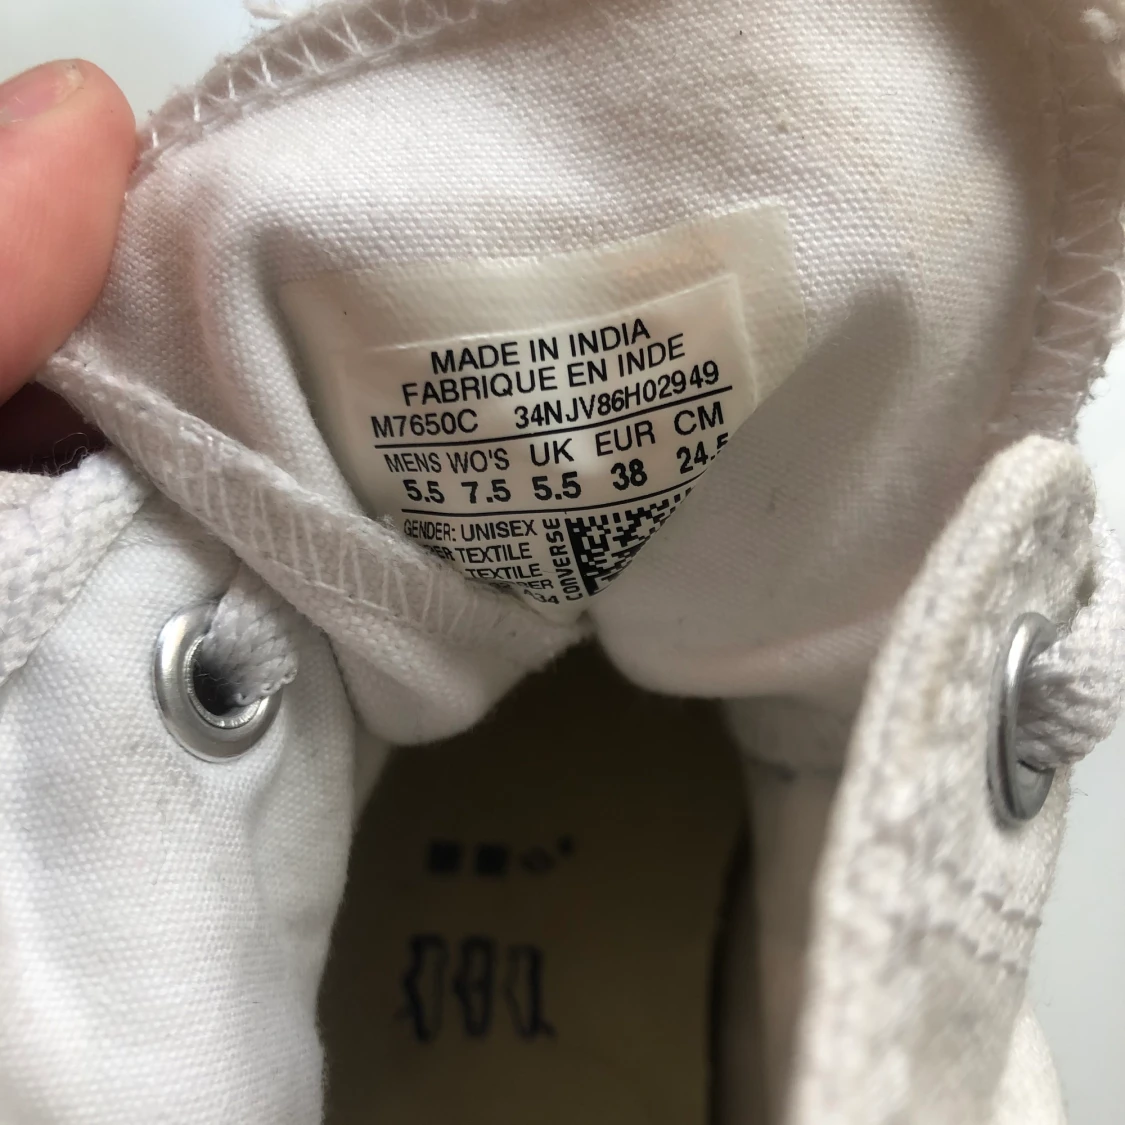 MADE IN INDIA
FABRIQUE EN INDE
M7650C 34NJV86H02949
MENS WO'S UK EUR CM
5.5 7.5 5.5 38 24.5
GENDER: UNISEX
TEXTILE
TEXTILE
CONVERSE